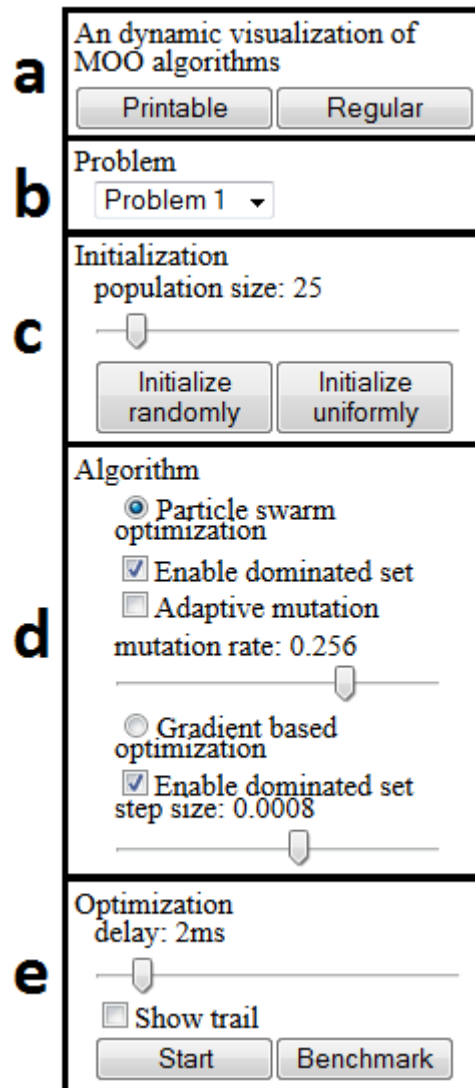 a
An dynamic visualization of
MOO algorithms
Printable Regular
b
Problem
Problem 1
c
Initialization
population size: 25
Initialize Initialize
randomly uniformly
d
Algorithm
Particle swarm
optimization
Enable dominated set
Adaptive mutation
mutation rate: 0.256
Gradient based
optimization
Enable dominated set
step size: 0.0008
e
Optimization
delay: 2ms
Show trail
Start Benchmark